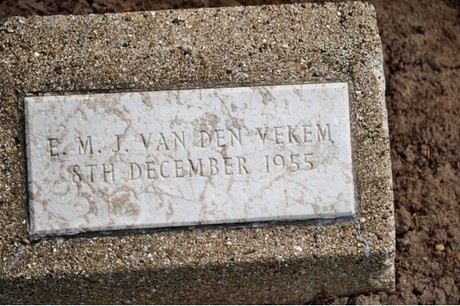 E. M. J. VAN DEN VEKEM
8TH DECEMBER 1955